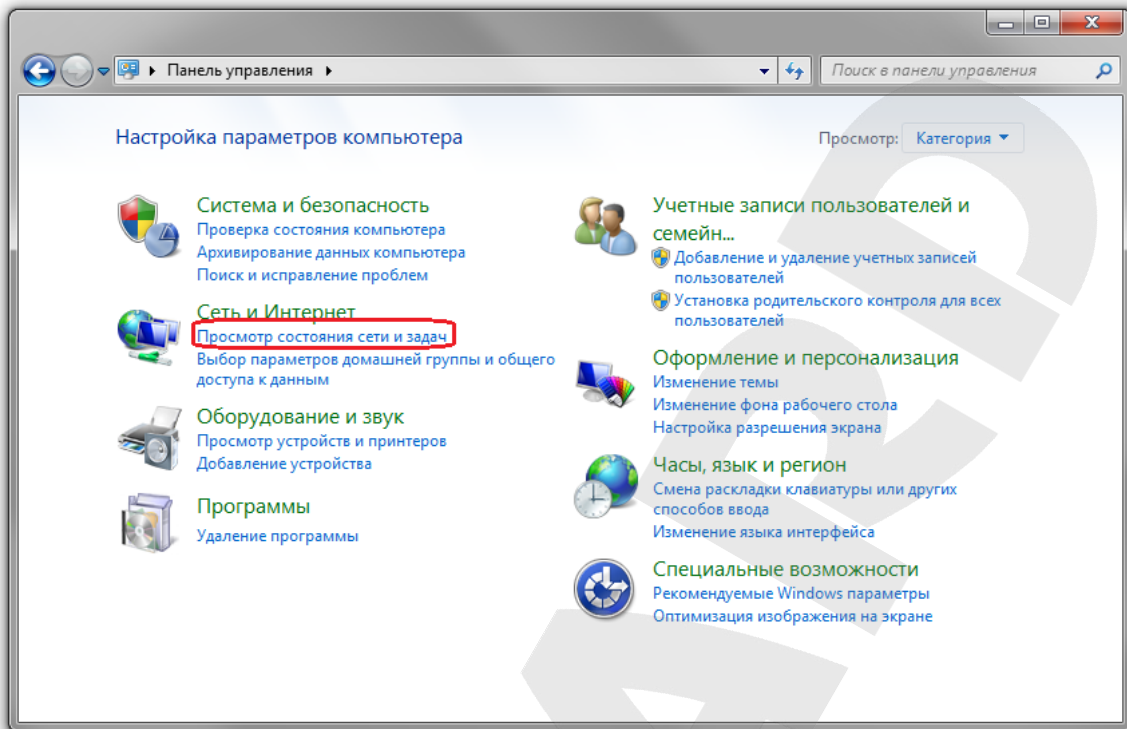 Панель управления
Поиск в панели управления
Настройка параметров компьютера
Просмотр: Категория
Система и безопасность
Проверка состояния компьютера
Архивирование данных компьютера
Поиск и исправление проблем
Сеть и Интернет
Просмотр состояния сети и задач
Выбор параметров домашней группы и общего
доступа к данным
Оборудование и звук
Просмотр устройств и принтеров
Добавление устройства
Программы
Удаление программы
Учетные записи пользователей и
семейн...
Добавление и удаление учетных записей
пользователей
Установка родительского контроля для всех
пользователей
Оформление и персонализация
Изменение темы
Изменение фона рабочего стола
Настройка разрешения экрана
Часы, язык и регион
Смена раскладки клавиатуры или других
способов ввода
Изменение языка интерфейса
Специальные возможности
Рекомендуемые Windows параметры
Оптимизация изображения на экране
ARD